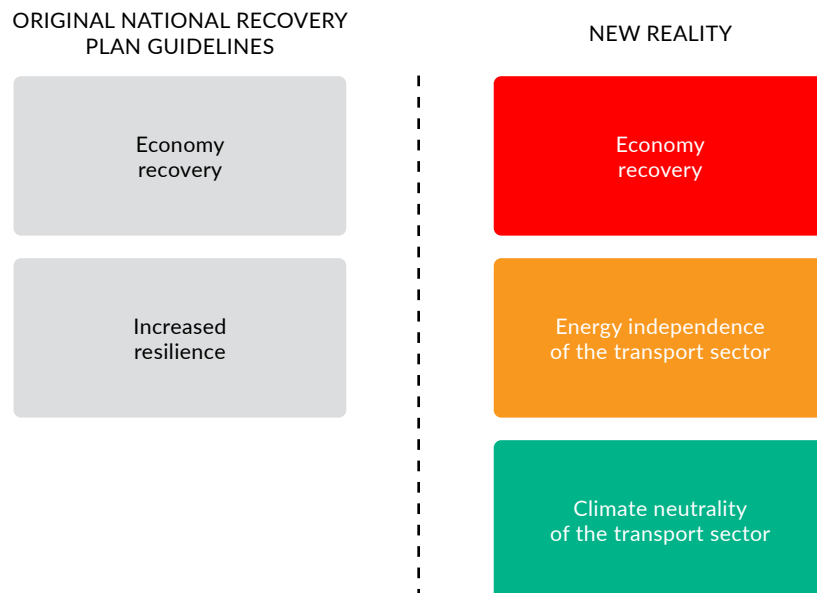 ORIGINAL NATIONAL RECOVERY
PLAN GUIDELINES
Economy
recovery
Increased
resilience
NEW REALITY
Economy
recovery
Energy independence
of the transport sector
Climate neutrality
of the transport sector